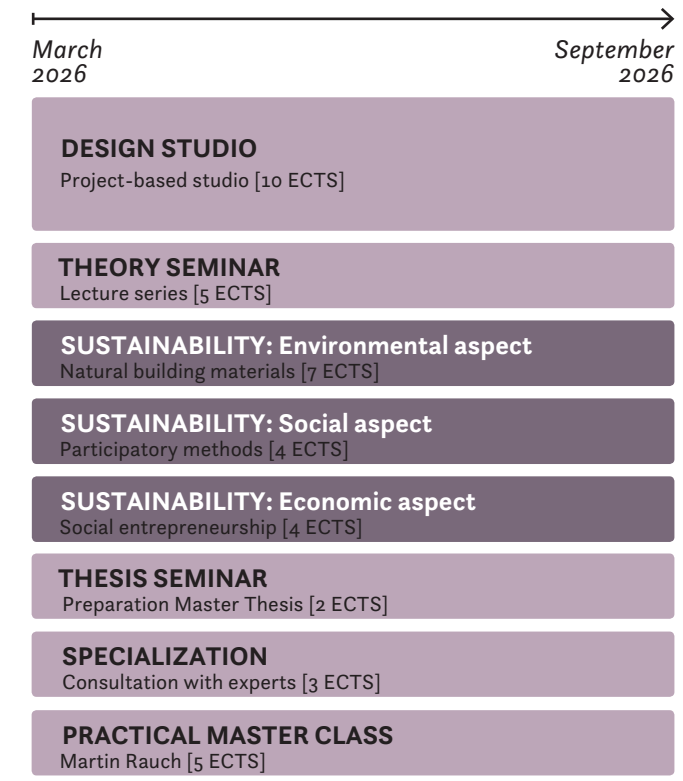 March
2026
September
2026
DESIGN STUDIO
Project-based studio [10 ECTS]
THEORY SEMINAR
Lecture series [5 ECTS]
SUSTAINABILITY: Environmental aspect
Natural building materials [7 ECTS]
SUSTAINABILITY: Social aspect
Participatory methods [4 ECTS]
SUSTAINABILITY: Economic aspect
Social entrepreneurship [4 ECTS]
THESIS SEMINAR
Preparation Master Thesis [2 ECTS]
SPECIALIZATION
Consultation with experts [3 ECTS]
PRACTICAL MASTER CLASS
Martin Rauch [5 ECTS]